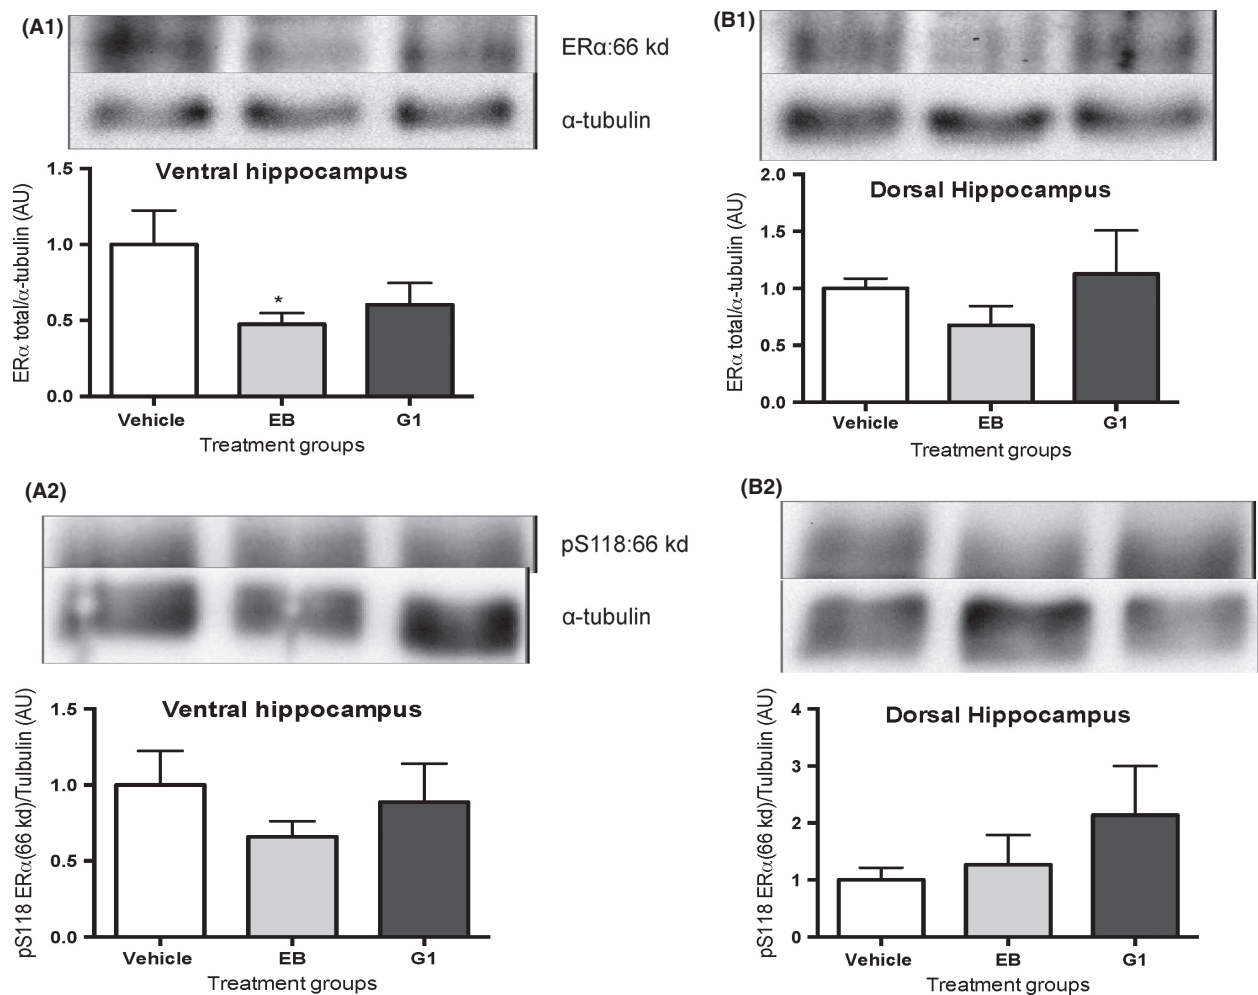 (A1)
ERα:66 kd
α-tubulin
Ventral hippocampus
ERα total/α-tubulin (AU)
1.5
1.0
0.5
0.0
*
Vehicle EB G1
Treatment groups
(B1)
Dorsal Hippocampus
ERα total/α-tubulin (AU)
2.0
1.5
1.0
0.5
0.0
Vehicle EB G1
Treatment groups
(A2)
pS118:66 kd
α-tubulin
Ventral hippocampus
pS118 ERα(66 kd)/Tulbulin (AU)
1.5
1.0
0.5
0.0
Vehicle EB G1
Treatment groups
(B2)
Dorsal Hippocampus
pS118 ERα(66 kd)/Tulbulin (AU)
4
3
2
1
0
Vehicle EB G1
Treatment groups